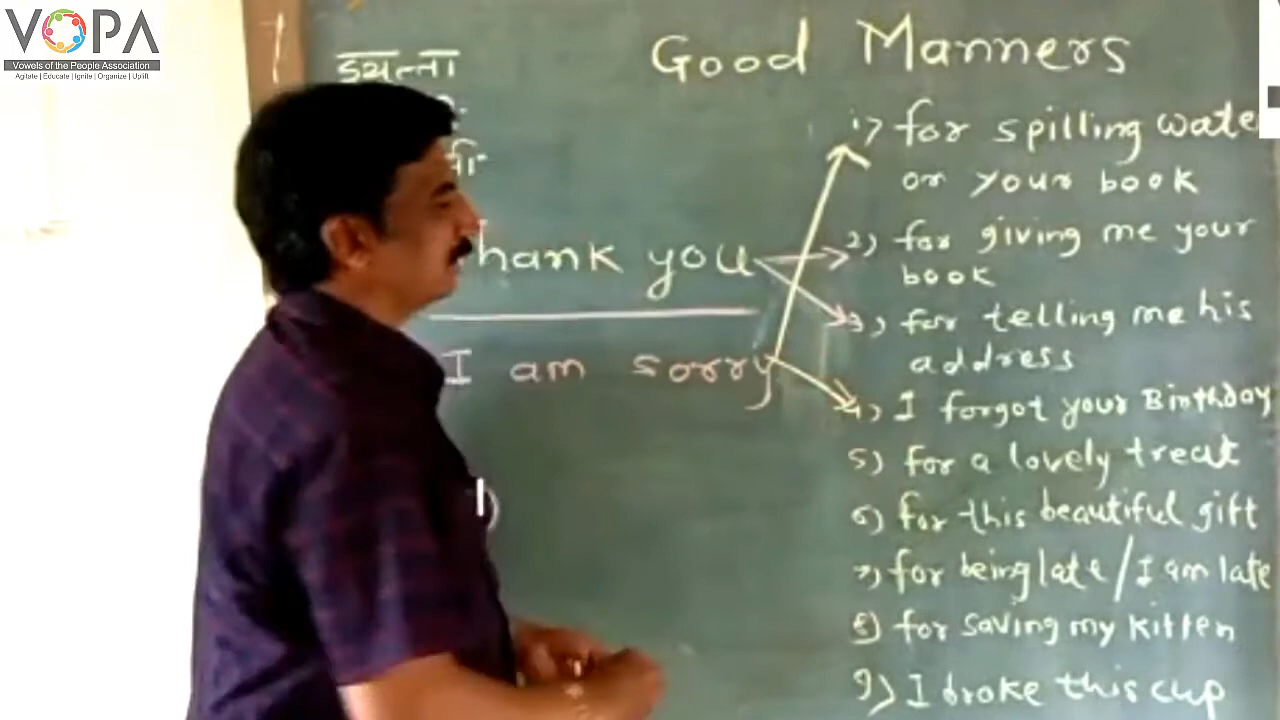 VOPA
Vowels of the People Association
Agitate | Educate | Ignite | Organize | Uplift
इयत्ता
Good Manners
1) for spilling wate
on your book
2) for giving me your
book
hank you
3) for telling me his
address
I am sorry
4) I forgot your Birthday
5) for a lovely treat
6) for this beautiful gift
7) for being late / I am late
8) for saving my kitten
9) I broke this cup